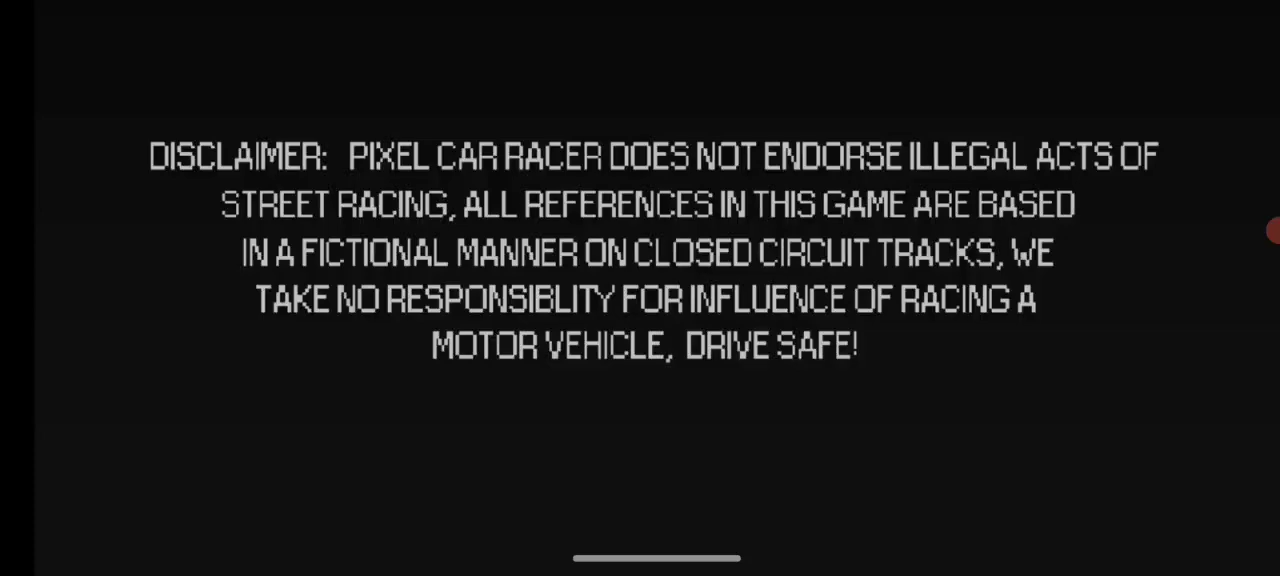 DISCLAIMER: PIXEL CAR RACER DOES NOT ENDORSE ILLEGAL ACTS OF
STREET RACING, ALL REFERENCES IN THIS GAME ARE BASED
IN A FICTIONAL MANNER ON CLOSED CIRCUIT TRACKS, WE
TAKE NO RESPONSIBLITY FOR INFLUENCE OF RACING A
MOTOR VEHICLE, DRIVE SAFE!